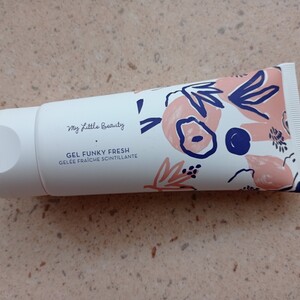 My Little Beauty
GEL FUNKY FRESH
GELÉE FRAÎCHE SCINTILLANTE